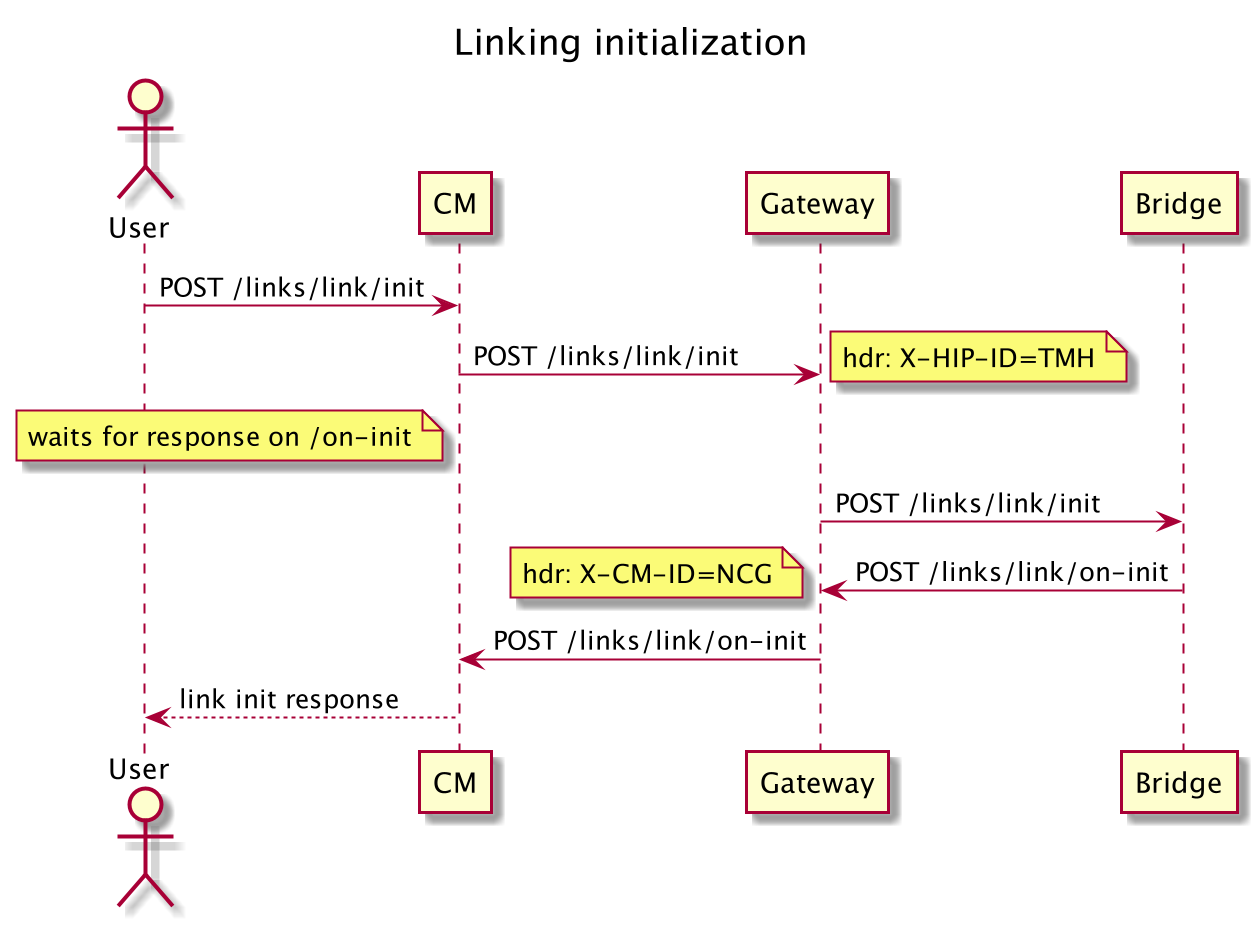 Linking initialization
User
CM
Gateway
Bridge
POST /links/link/init
POST /links/link/init
hdr: X-HIP-ID=TMH
waits for response on /on-init
POST /links/link/init
hdr: X-CM-ID=NCG
POST /links/link/on-init
POST /links/link/on-init
link init response
User
CM
Gateway
Bridge